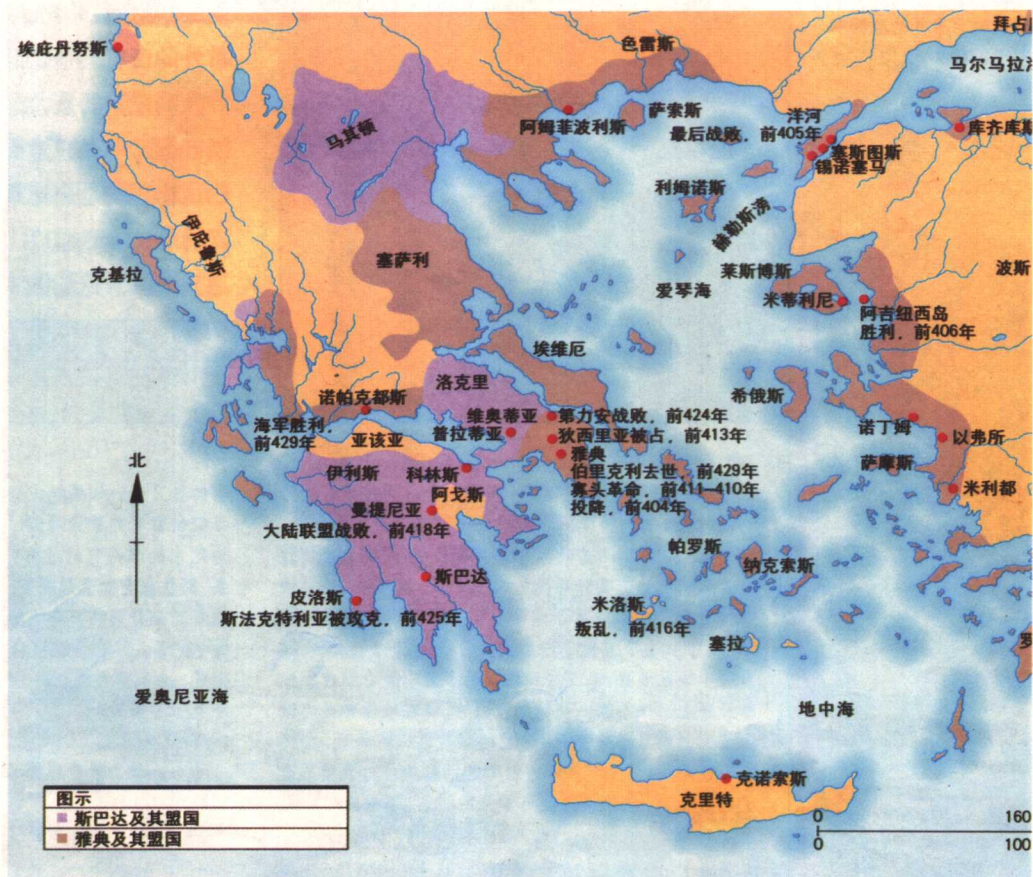 埃庇丹努斯
色雷斯
拜占
马尔马拉
阿姆菲波利斯
萨索斯
洋河
最后战败，前405年
库齐库斯
塞斯图斯
锡诺塞马
马其顿
利姆诺斯
赫勒斯滂
伊庇鲁斯
克基拉
塞萨利
莱斯博斯
波斯
爱琴海
米蒂利尼
阿吉纽西岛
胜利，前406年
埃维厄
洛克里
希俄斯
诺帕克都斯
维奥蒂亚
第力安战败，前424年
诺丁姆
海军胜利，
前429年
普拉蒂亚
狄西里亚被占，前413年
以弗所
亚该亚
雅典
萨摩斯
北
伊利斯
科林斯
伯里克利去世，前429年
阿戈斯
寡头革命，前411–410年
米利都
曼提尼亚
投降，前404年
大陆联盟战败，前418年
帕罗斯
纳克索斯
斯巴达
皮洛斯
米洛斯
斯法克特利亚被攻克，前425年
叛乱，前416年
塞拉
罗
爱奥尼亚海
地中海
克诺索斯
克里特
图示
斯巴达及其盟国
雅典及其盟国
0 160
0 100